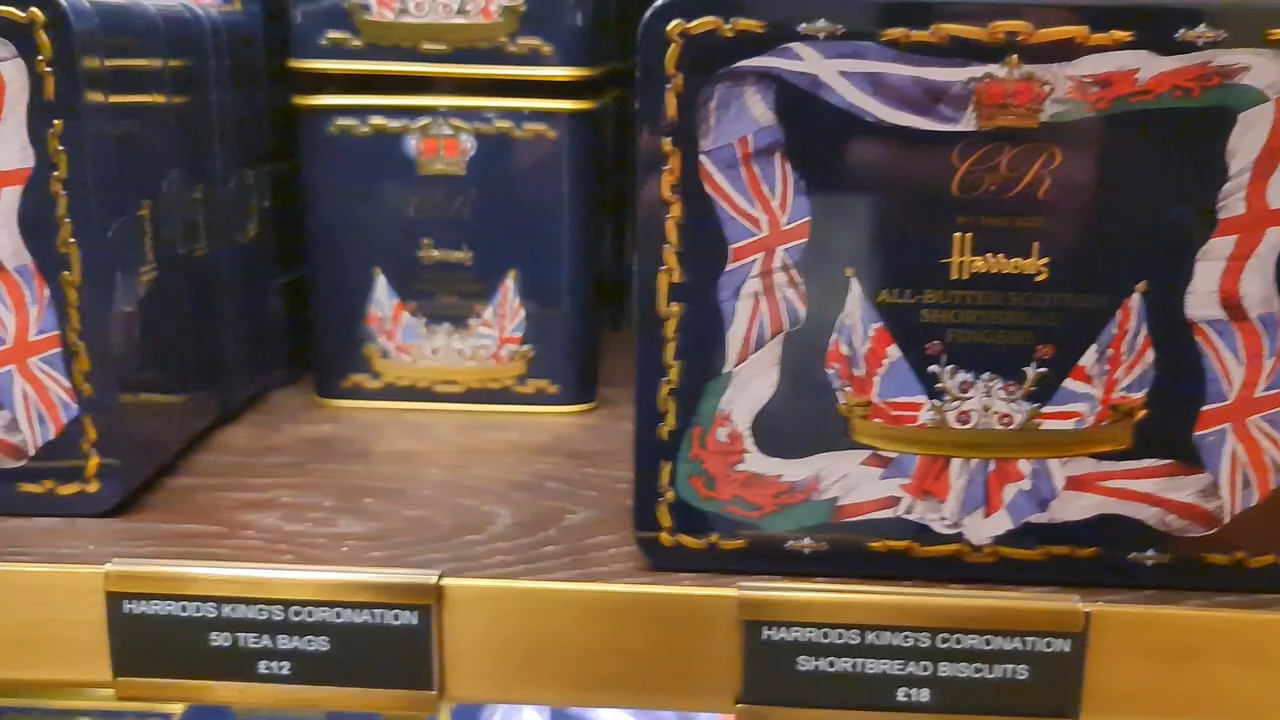 CR
Harrods
CR
Harrods
ALL-BUTTER SCOTTISH
SHORTBREAD
FINGERS
HARRODS KING'S CORONATION
50 TEA BAGS
£12
HARRODS KING'S CORONATION
SHORTBREAD BISCUITS
£18